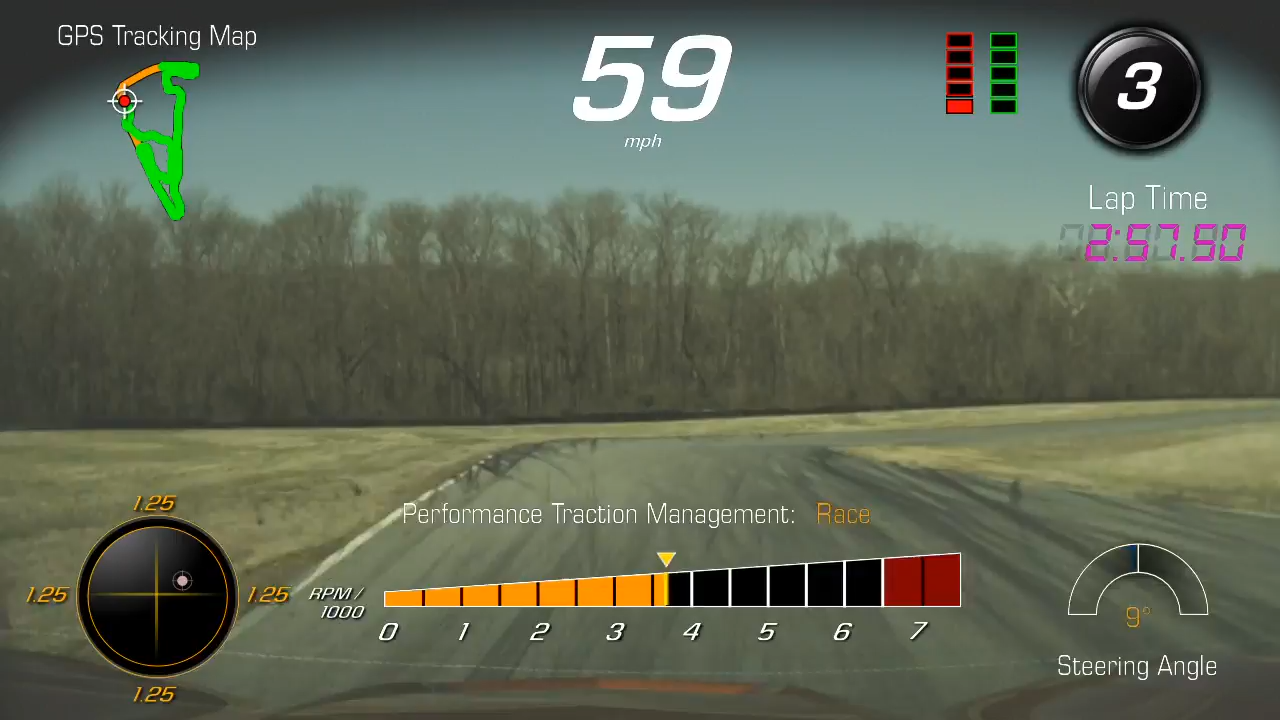 GPS Tracking Map
59
mph
3
Lap Time
2:57.50
1.25
1.25
1.25
1.25
Performance Traction Management: Race
RPM /
1000
0 1 2 3 4 5 6 7
9°
Steering Angle